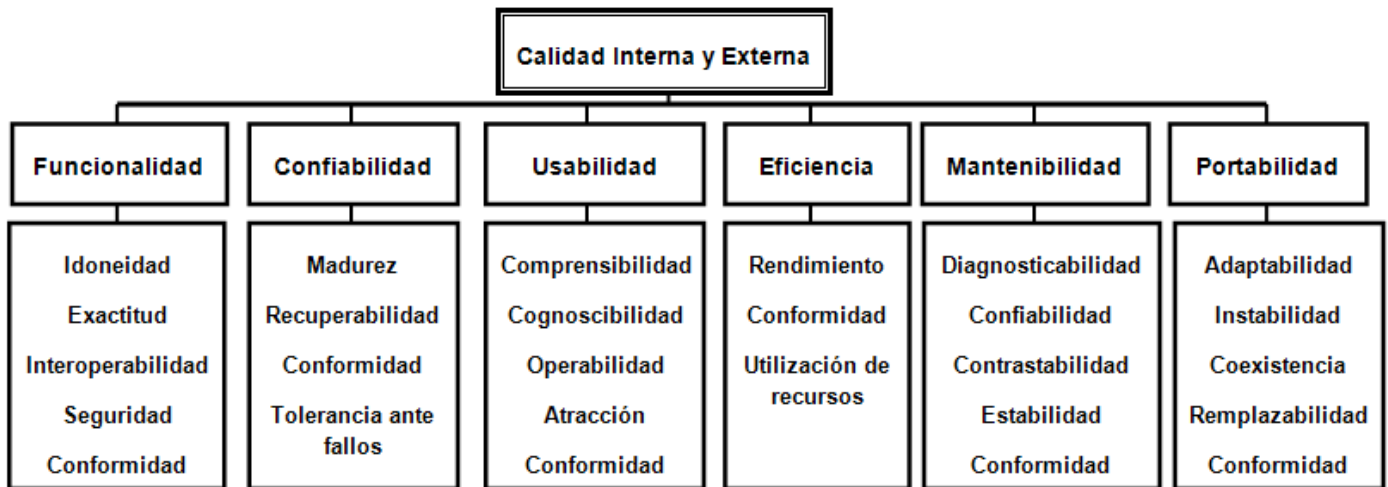 Calidad Interna y Externa
Funcionalidad
Confiabilidad
Usabilidad
Eficiencia
Mantenibilidad
Portabilidad
Idoneidad
Exactitud
Interoperabilidad
Seguridad
Conformidad
Madurez
Recuperabilidad
Conformidad
Tolerancia ante
fallos
Comprensibilidad
Cognoscibilidad
Operabilidad
Atracción
Conformidad
Rendimiento
Conformidad
Utilización de
recursos
Diagnosticabilidad
Confiabilidad
Contrastabilidad
Estabilidad
Conformidad
Adaptabilidad
Instabilidad
Coexistencia
Remplazabilidad
Conformidad